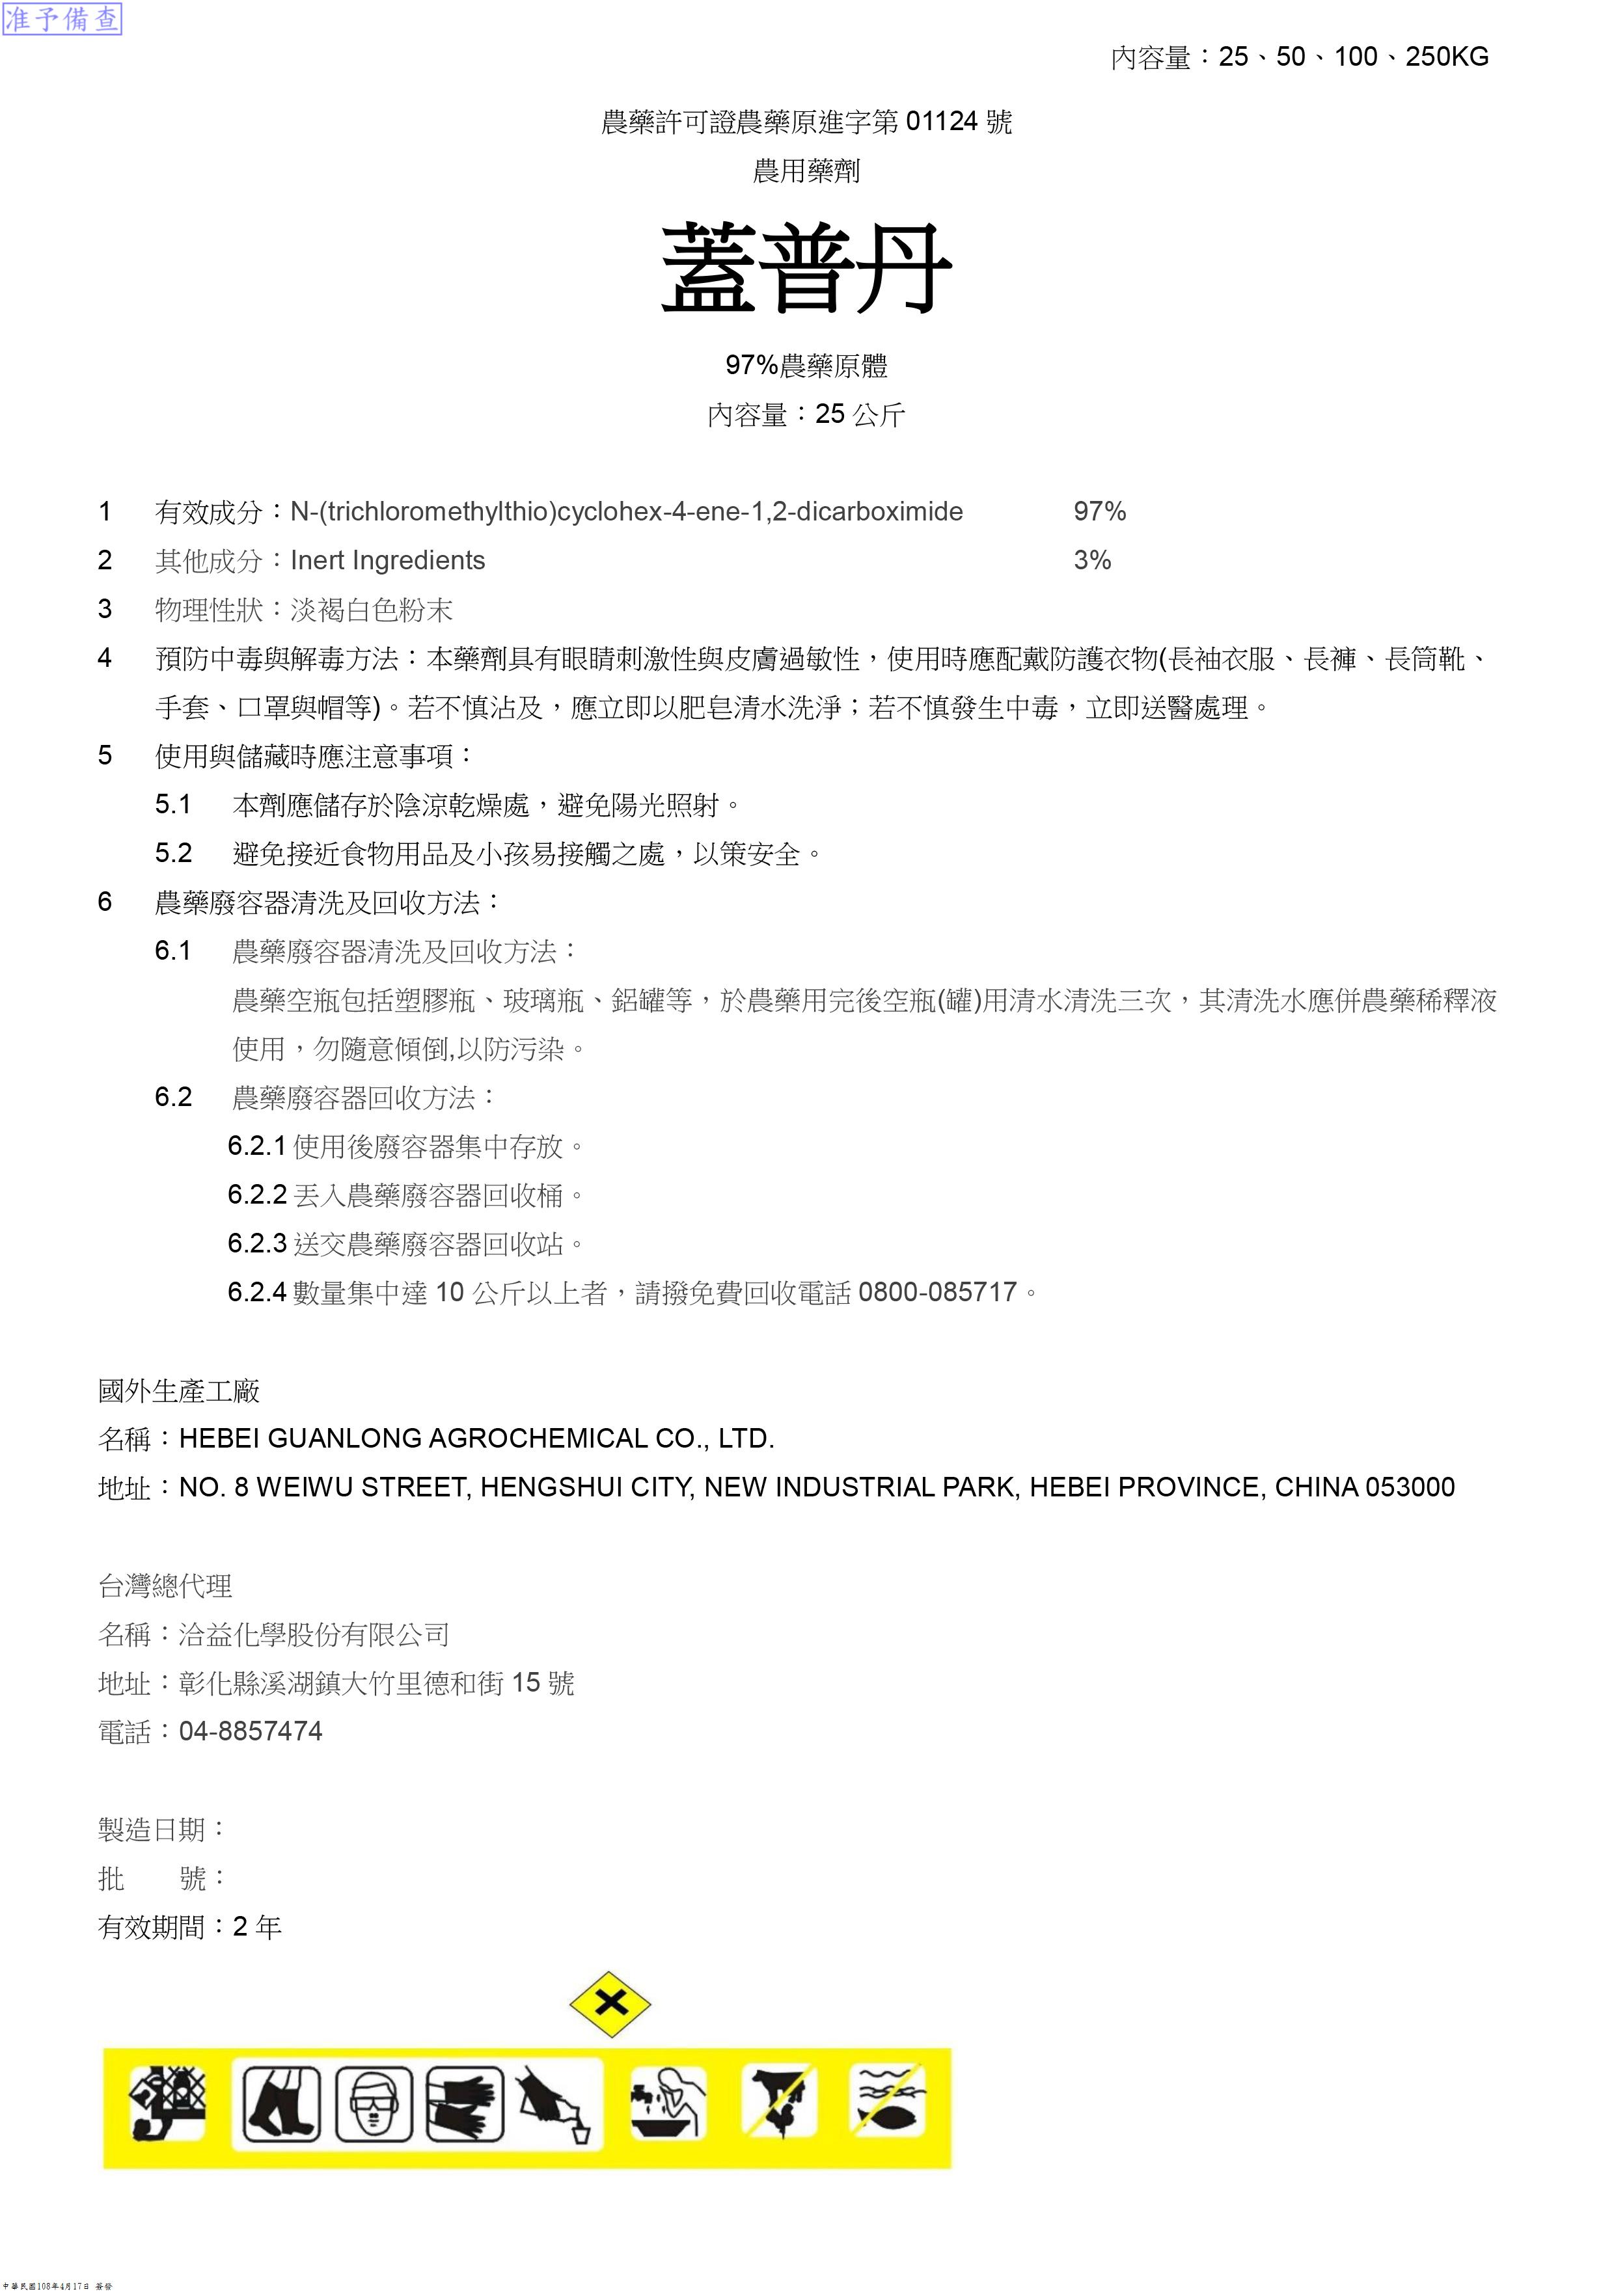 准予備查
內容量：25、50、100、250KG
農藥許可證農藥原進字第 01124 號
農用藥劑
蓋普丹
97%農藥原體
內容量：25 公斤
1 有效成分：N-(trichloromethylthio)cyclohex-4-ene-1,2-dicarboximide 97%
2 其他成分：Inert Ingredients 3%
3 物理性狀：淡褐白色粉末
4 預防中毒與解毒方法：本藥劑具有眼睛刺激性與皮膚過敏性，使用時應配戴防護衣物(長袖衣服、長褲、長筒靴、
手套、口罩與帽等)。若不慎沾及，應立即以肥皂清水洗淨；若不慎發生中毒，立即送醫處理。
5 使用與儲藏時應注意事項：
5.1 本劑應儲存於陰涼乾燥處，避免陽光照射。
5.2 避免接近食物用品及小孩易接觸之處，以策安全。
6 農藥廢容器清洗及回收方法：
6.1 農藥廢容器清洗及回收方法：
農藥空瓶包括塑膠瓶、玻璃瓶、鋁罐等，於農藥用完後空瓶(罐)用清水清洗三次，其清洗水應併農藥稀釋液
使用，勿隨意傾倒,以防污染。
6.2 農藥廢容器回收方法：
6.2.1 使用後廢容器集中存放。
6.2.2 丟入農藥廢容器回收桶。
6.2.3 送交農藥廢容器回收站。
6.2.4 數量集中達 10 公斤以上者，請撥免費回收電話 0800-085717。
國外生產工廠
名稱：HEBEI GUANLONG AGROCHEMICAL CO., LTD.
地址：NO. 8 WEIWU STREET, HENGSHUI CITY, NEW INDUSTRIAL PARK, HEBEI PROVINCE, CHINA 053000
台灣總代理
名稱：洽益化學股份有限公司
地址：彰化縣溪湖鎮大竹里德和街 15 號
電話：04-8857474
製造日期：
批　　號：
有效期間：2 年
中華民國108年4月17日 簽發